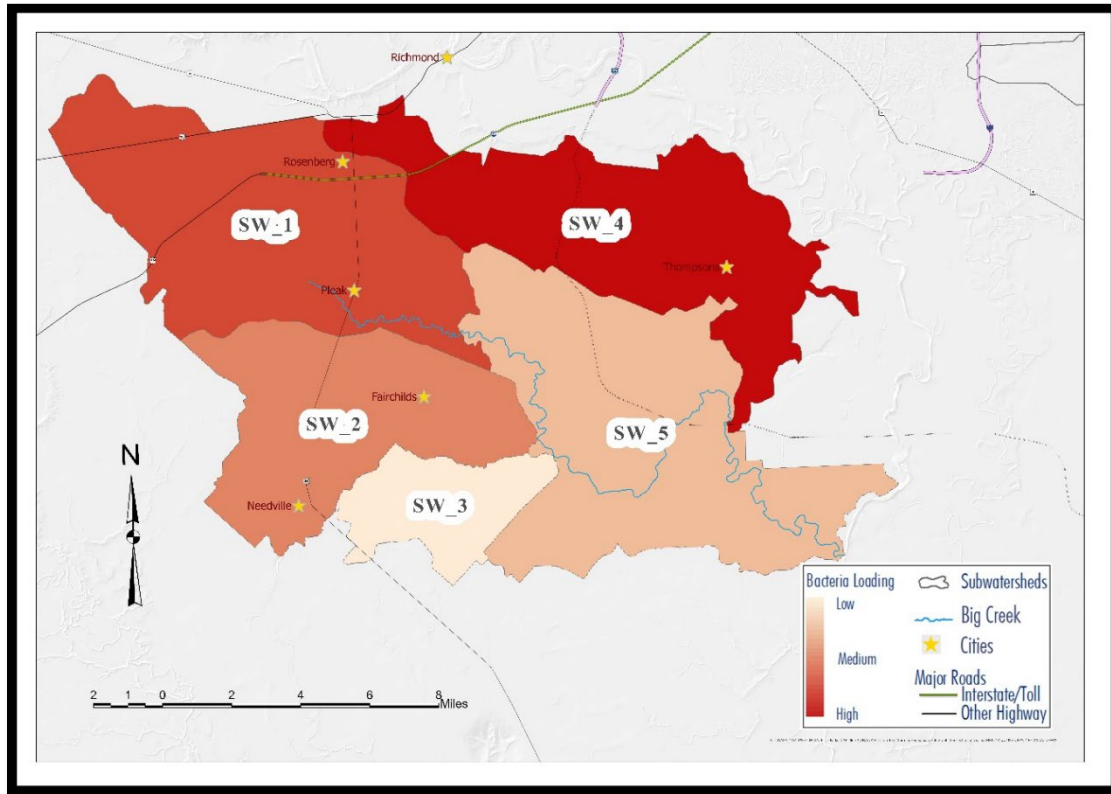 Richmond
Rosenberg
SW_1
SW_4
Thompsons
Pleak
Fairchilds
SW_2
SW_5
N
SW_3
Needville
Bacteria Loading
Low
Medium
High
Subwatersheds
Big Creek
Cities
Major Roads
Interstate/Toll
Other Highway
2 1 0 2 4 6 8
Miles